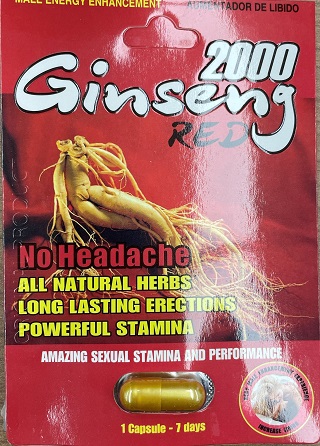 MALE ENERGY ENHANCEMENT
AUMENTADOR DE LIBIDO
2000
Ginseng
RED
No Headache
ALL NATURAL HERBS
LONG LASTING ERECTIONS
POWERFUL STAMINA
AMAZING SEXUAL STAMINA AND PERFORMANCE
1 Capsule - 7 days
INCREASE